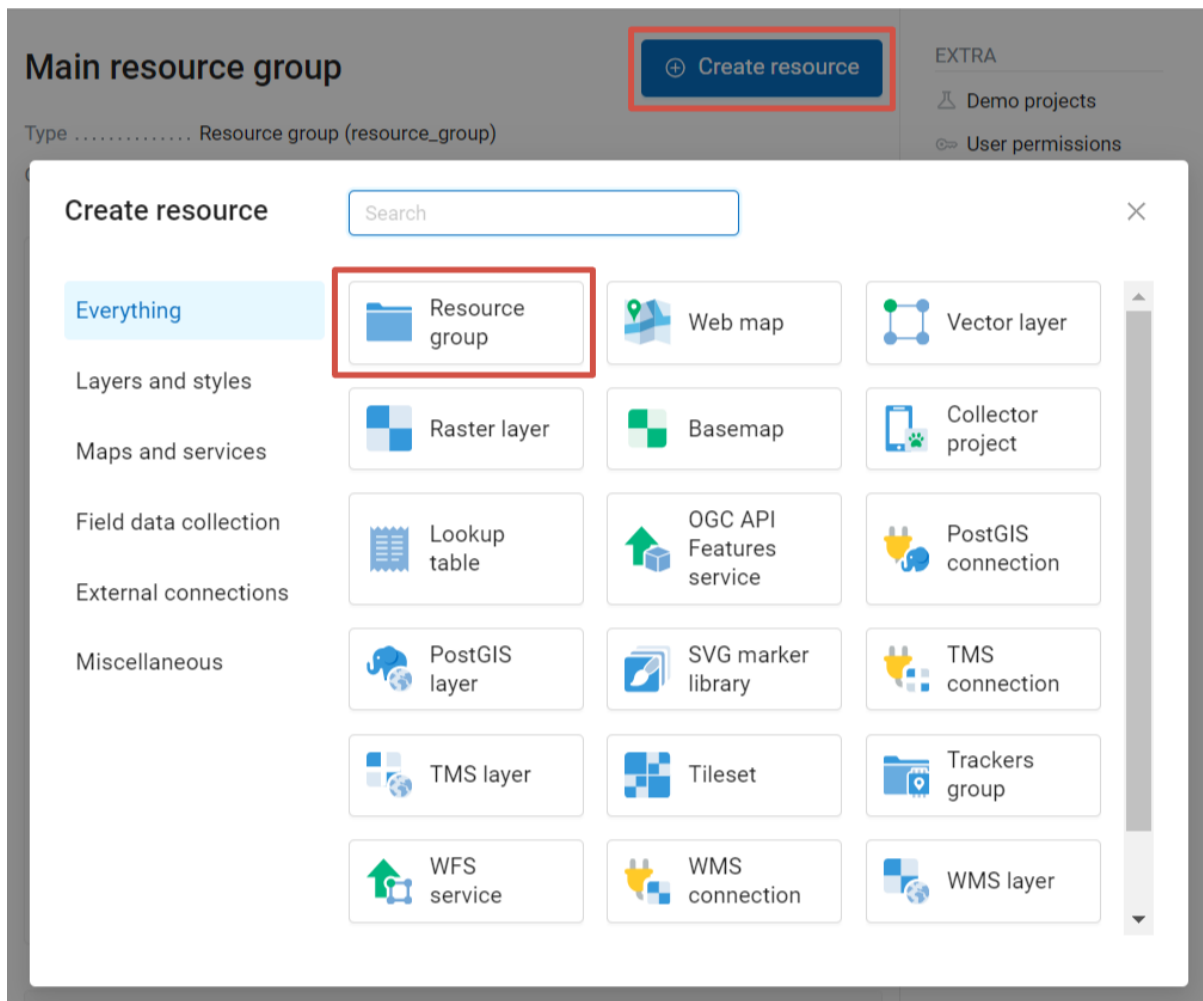 Main resource group
Create resource
EXTRA
Demo projects
Type .............. Resource group (resource_group)
User permissions
Create resource
Search
Everything
Layers and styles
Maps and services
Field data collection
External connections
Miscellaneous
Resource
group
Web map
Vector layer
Raster layer
Basemap
Collector
project
Lookup
table
OGC API
Features
service
PostGIS
connection
PostGIS
layer
SVG marker
library
TMS
connection
TMS layer
Tileset
Trackers
group
WFS
service
WMS
connection
WMS layer